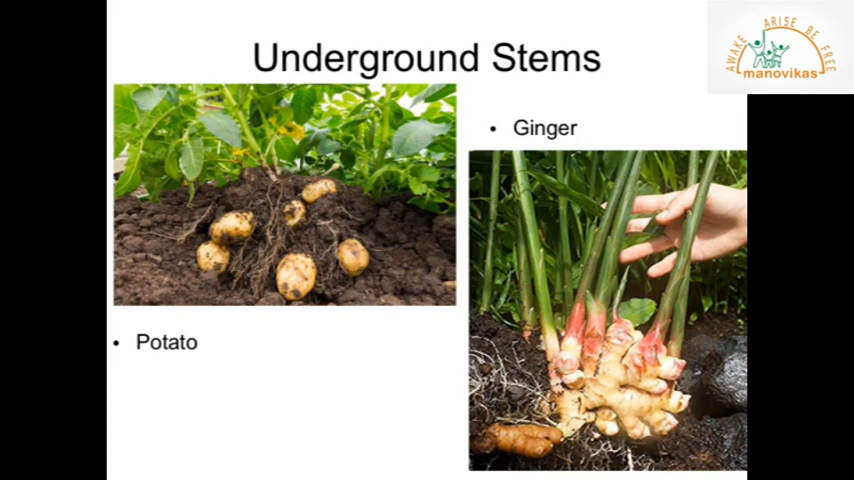 Underground Stems
AWAKE ARISE BE FREE
manovikas
• Ginger
• Potato